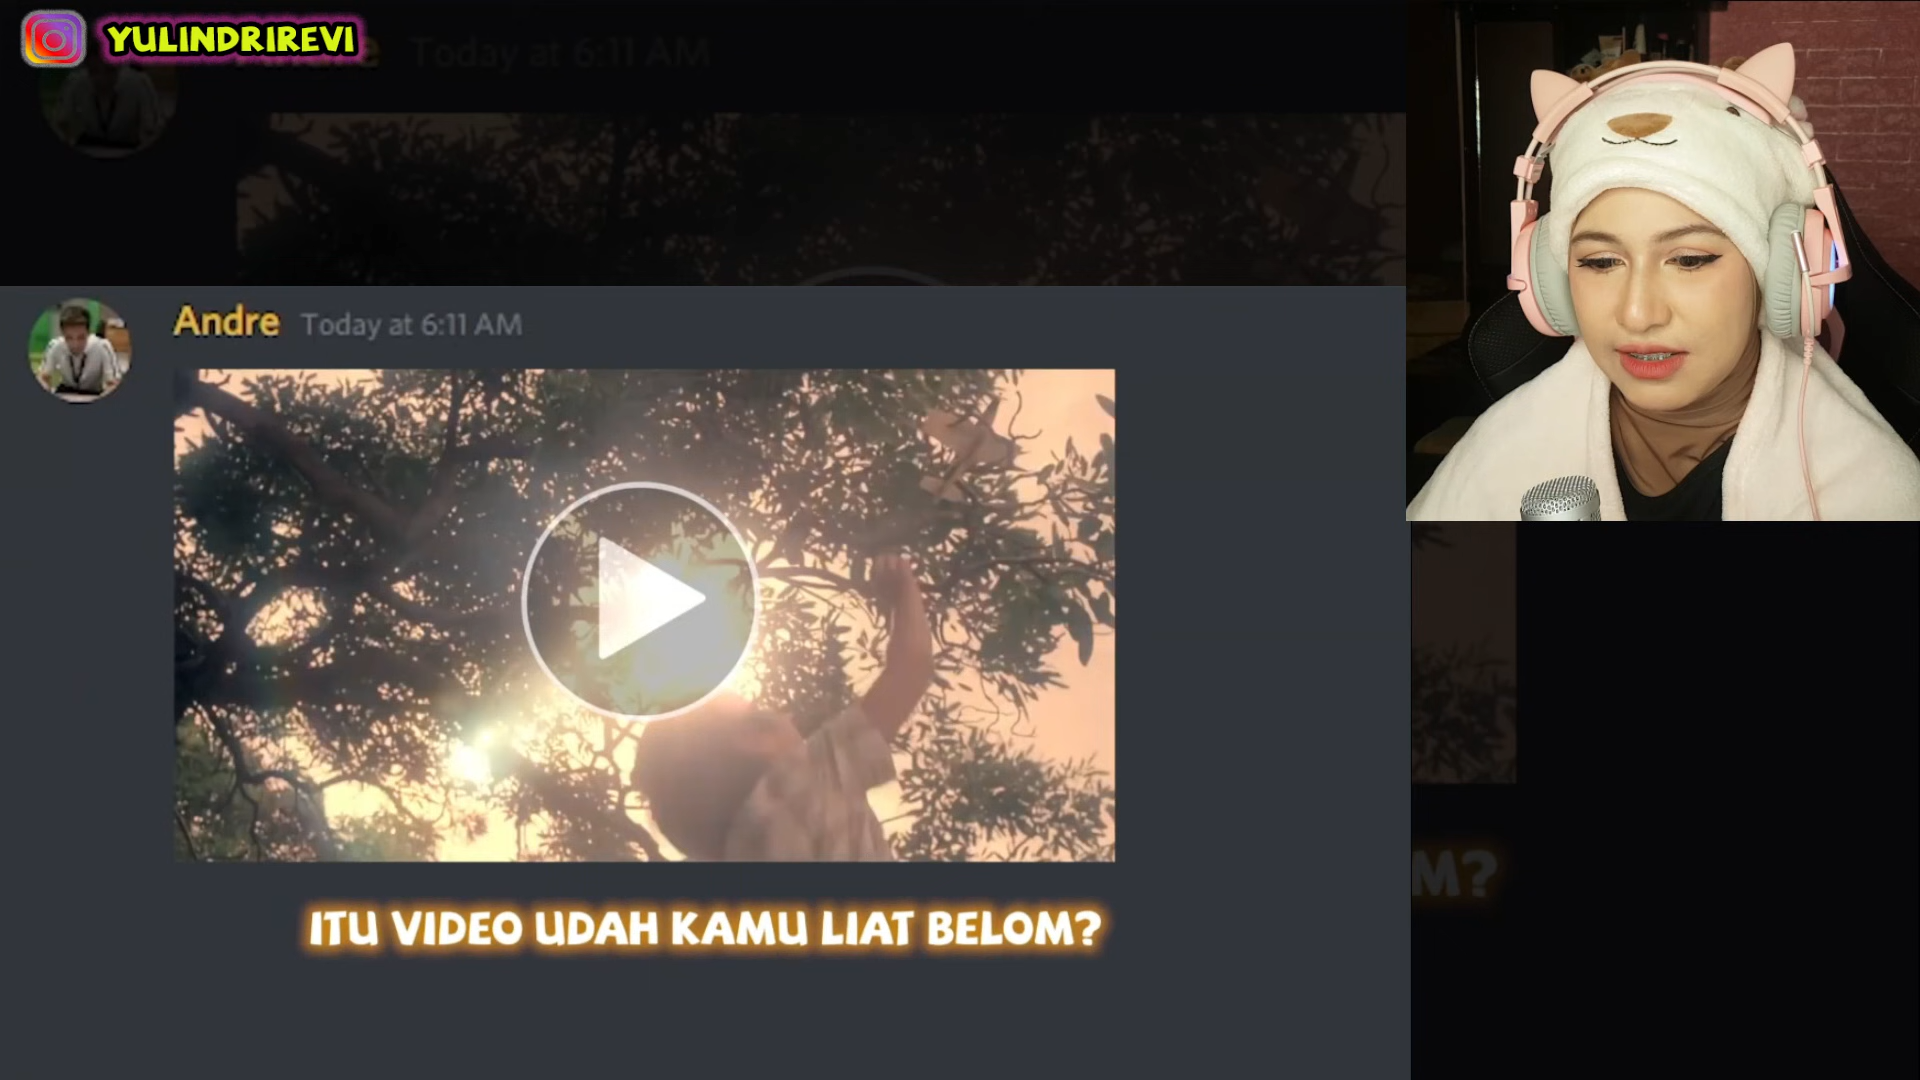 YULINDRIREVI
Today at 6:11 AM
Andre Today at 6:11 AM
ITU VIDEO UDAH KAMU LIAT BELOM?
M?